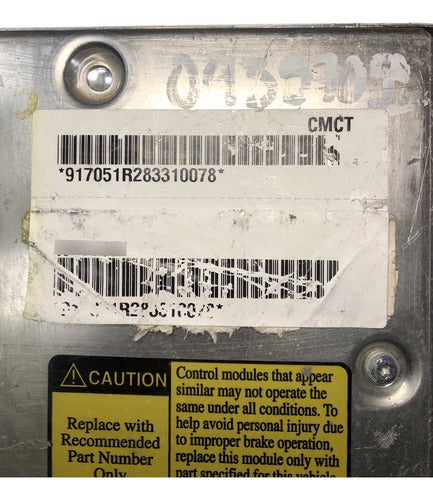 CMCT
*917051R283310078*
CAUTION
Replace with
Recommended
Part Number
Only
Control modules that appear
similar may not operate the
same under all conditions. To
help avoid personal injury due
to improper brake operation,
replace this module only with
part specified for this vehicle